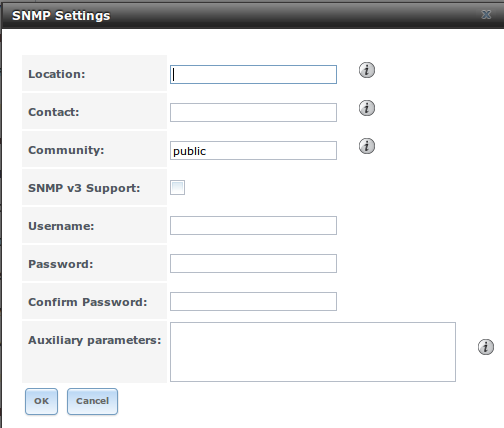 SNMP Settings
Location:
Contact:
Community: public
SNMP v3 Support:
Username:
Password:
Confirm Password:
Auxiliary parameters:
OK Cancel